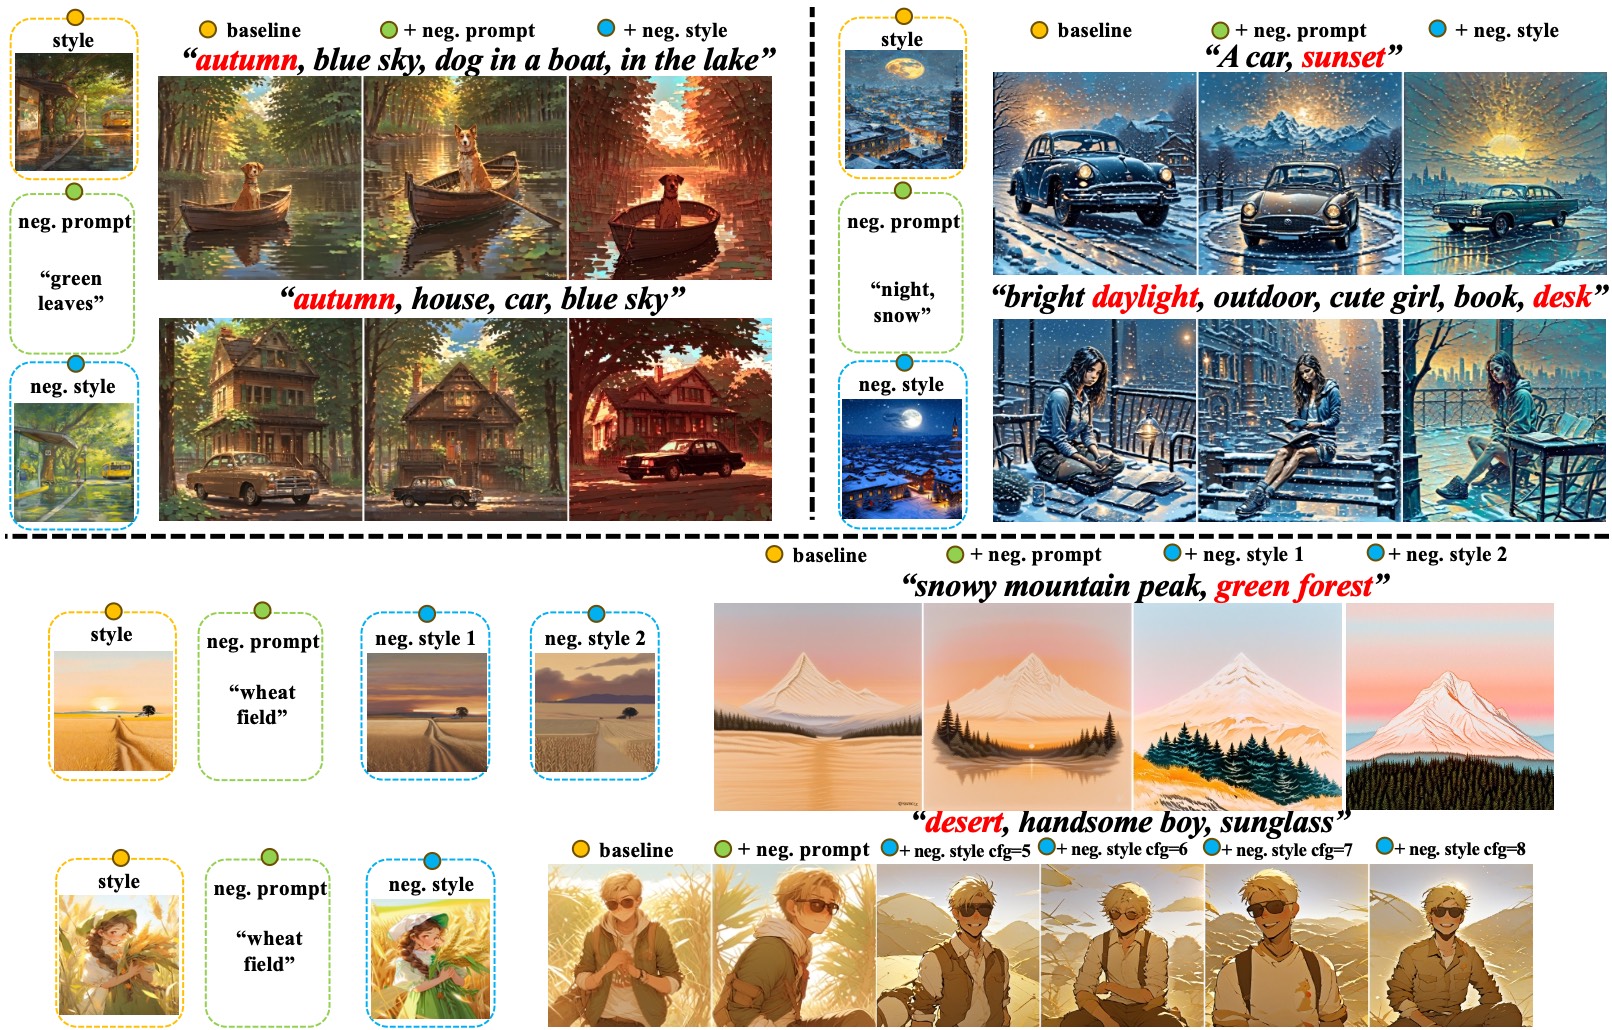 style
baseline
+ neg. prompt
+ neg. style
“autumn, blue sky, dog in a boat, in the lake”
neg. prompt
“green
leaves”
“autumn, house, car, blue sky”
neg. style
style
baseline
+ neg. prompt
+ neg. style
“A car, sunset”
neg. prompt
“night,
snow”
“bright daylight, outdoor, cute girl, book, desk”
neg. style
baseline
+ neg. prompt
+ neg. style 1
+ neg. style 2
“snowy mountain peak, green forest”
style
neg. prompt
“wheat
field”
neg. style 1
neg. style 2
“desert, handsome boy, sunglass”
baseline
+ neg. prompt
+ neg. style cfg=5
+ neg. style cfg=6
+ neg. style cfg=7
+ neg. style cfg=8
style
neg. prompt
“wheat
field”
neg. style